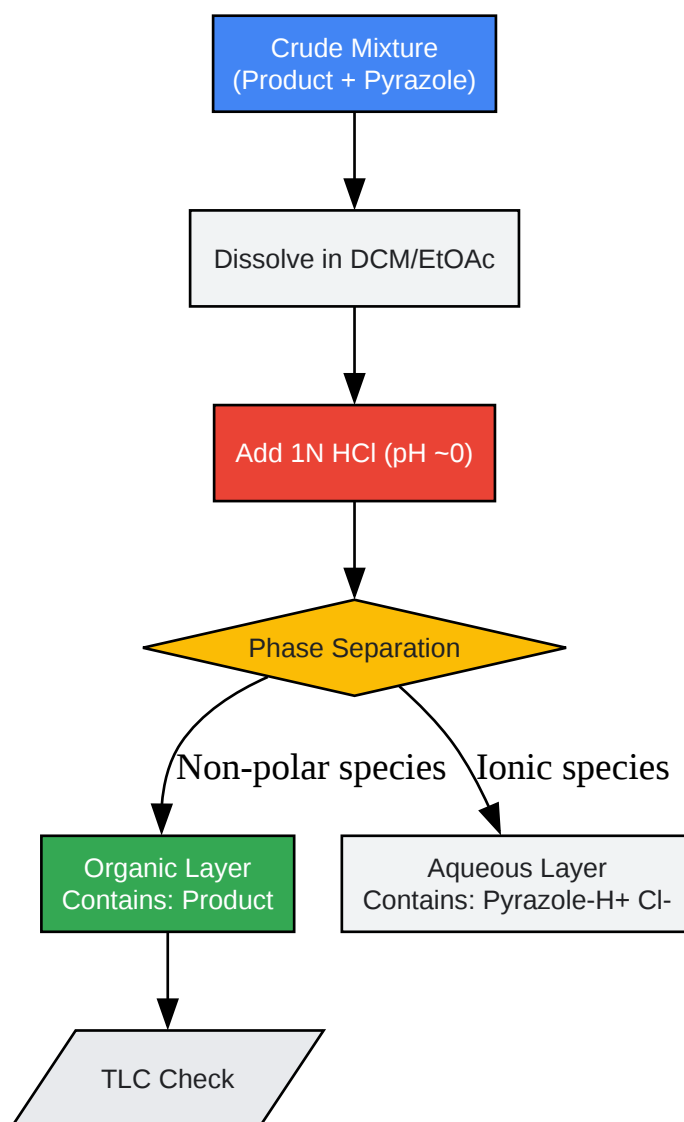 Crude Mixture
(Product + Pyrazole)
Dissolve in DCM/EtOAc
Add 1N HCl (pH ~0)
Phase Separation
Non-polar species
Ionic species
Organic Layer
Contains: Product
Aqueous Layer
Contains: Pyrazole-H+ Cl-
TLC Check